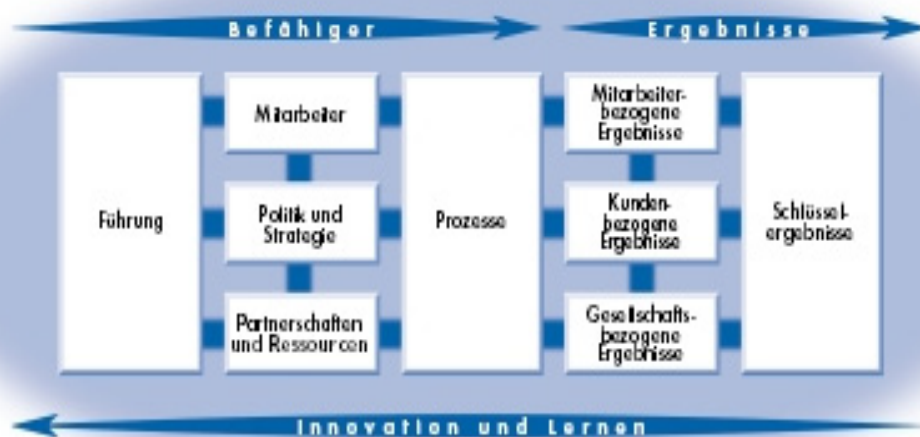 Befähiger
Ergebnisse
Führung
Mitarbeiter
Politik und
Strategie
Partnerschaften
und Ressourcen
Prozesse
Mitarbeiter-
bezogene
Ergebnisse
Kunden-
bezogene
Ergebnisse
Gesellschafts-
bezogene
Ergebnisse
Schlüssel-
ergebnisse
Innovation und Lernen